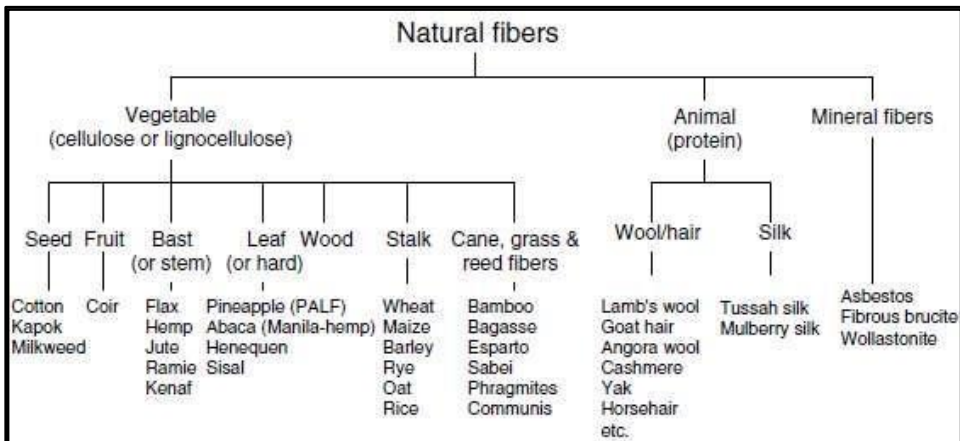 Natural fibers
Vegetable
(cellulose or lignocellulose)
Animal
(protein)
Mineral fibers
Seed
Fruit
Bast
(or stem)
Leaf
(or hard)
Wood
Stalk
Cane, grass &
reed fibers
Wool/hair
Silk
Cotton
Kapok
Milkweed
Coir
Flax
Hemp
Jute
Ramie
Kenaf
Pineapple (PALF)
Abaca (Manila-hemp)
Henequen
Sisal
Wheat
Maize
Barley
Rye
Oat
Rice
Bamboo
Bagasse
Esparto
Sabei
Phragmites
Communis
Lamb's wool
Goat hair
Angora wool
Cashmere
Yak
Horsehair
etc.
Tussah silk
Mulberry silk
Asbestos
Fibrous brucite
Wollastonite